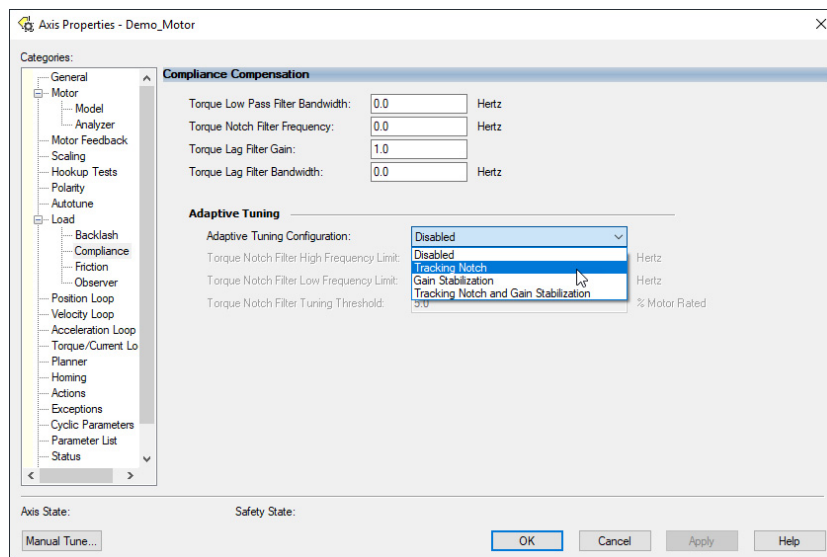 Axis Properties - Demo_Motor
Categories:
General
Motor
Model
Analyzer
Motor Feedback
Scaling
Hookup Tests
Polarity
Autotune
Load
Backlash
Compliance
Friction
Observer
Position Loop
Velocity Loop
Acceleration Loop
Torque/Current Lo
Planner
Homing
Actions
Exceptions
Cyclic Parameters
Parameter List
Status
Compliance Compensation
Torque Low Pass Filter Bandwidth: 0.0 Hertz
Torque Notch Filter Frequency: 0.0 Hertz
Torque Lag Filter Gain: 1.0
Torque Lag Filter Bandwidth: 0.0 Hertz
Adaptive Tuning
Adaptive Tuning Configuration: Disabled
Disabled
Tracking Notch
Gain Stabilization
Tracking Notch and Gain Stabilization
Torque Notch Filter High Frequency Limit: Hertz
Torque Notch Filter Low Frequency Limit: Hertz
Torque Notch Filter Tuning Threshold: 5.0 % Motor Rated
Axis State:
Safety State:
Manual Tune...
OK
Cancel
Apply
Help